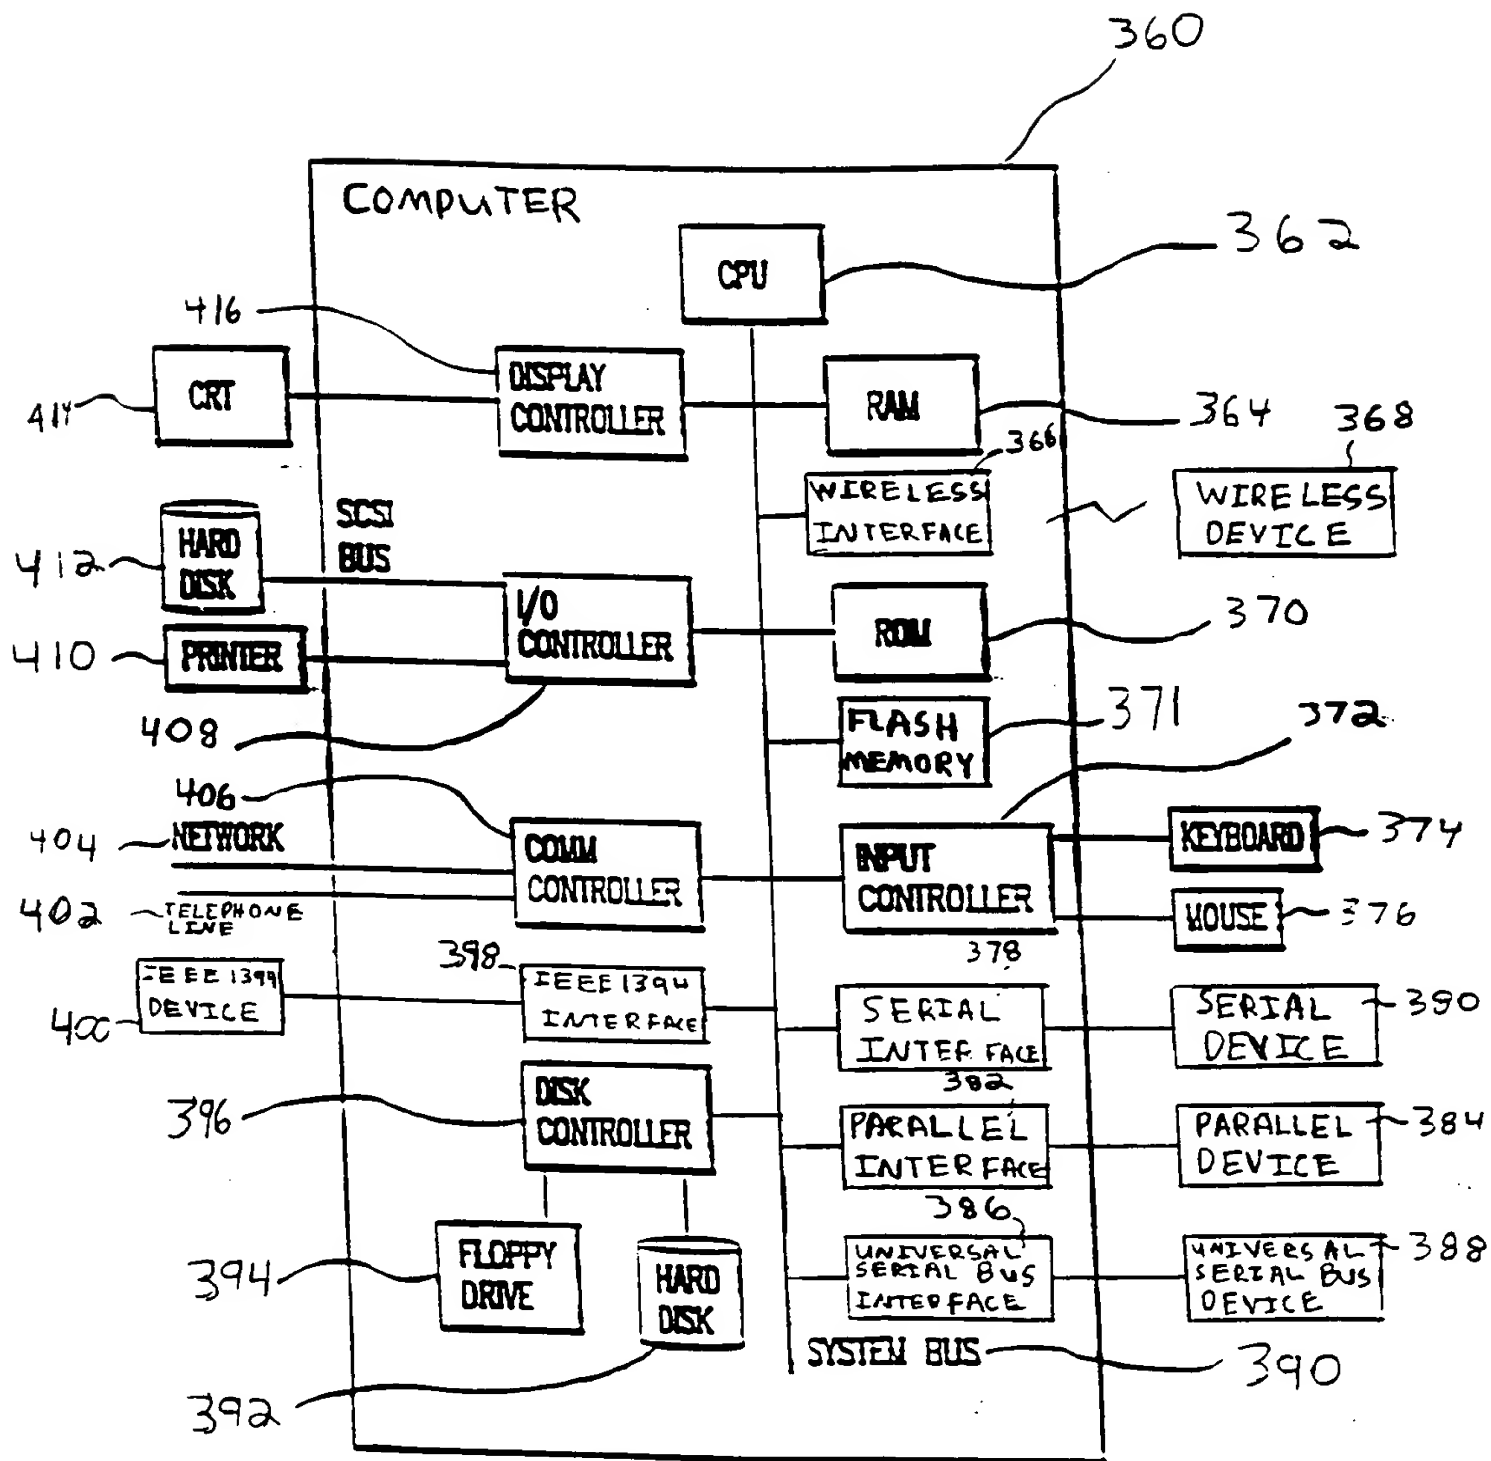 360
COMPUTER
CPU
362
416
CRT
414
DISPLAY
CONTROLLER
RAM
364
366
368
WIRELESS
INTERFACE
WIRELESS
DEVICE
SCSI
BUS
HARD
DISK
412
I/O
CONTROLLER
ROM
370
PRINTER
410
408
FLASH
MEMORY
371
372
406
NETWORK
404
COMM
CONTROLLER
INPUT
CONTROLLER
KEYBOARD
374
402
TELEPHONE
LINE
MOUSE
376
378
398
IEEE 1394
DEVICE
400
IEEE 1394
INTERFACE
SERIAL
INTERFACE
SERIAL
DEVICE
380
382
DISK
CONTROLLER
396
PARALLEL
INTERFACE
PARALLEL
DEVICE
384
386
FLOPPY
DRIVE
394
HARD
DISK
392
UNIVERSAL
SERIAL BUS
INTERFACE
UNIVERSAL
SERIAL BUS
DEVICE
388
SYSTEM BUS
390